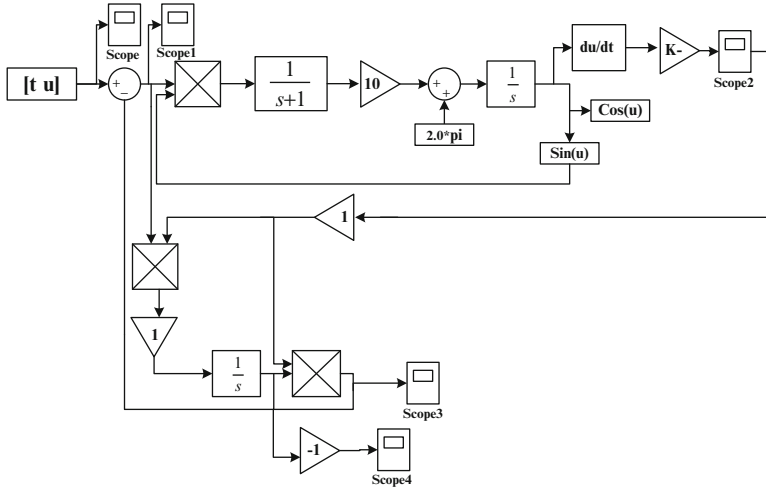 Scope
Scope1
[t u]
+
−
1
s+1
10
+
+
2.0*pi
1
s
du/dt
K-
Scope2
Cos(u)
Sin(u)
1
1
1
s
Scope3
-1
Scope4